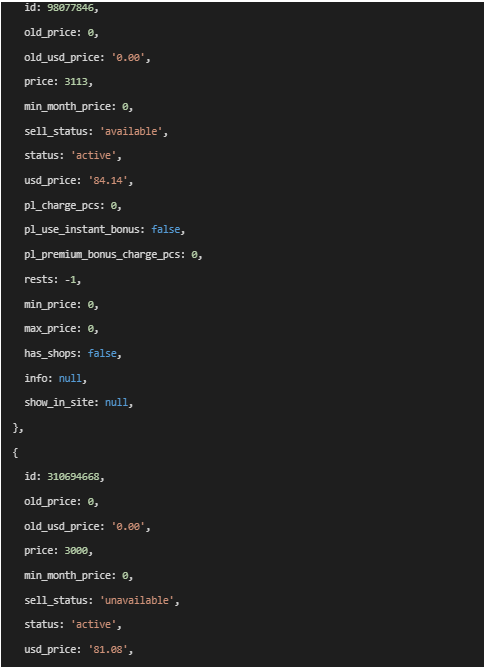 id: 98077846,
old_price: 0,
old_usd_price: '0.00',
price: 3113,
min_month_price: 0,
sell_status: 'available',
status: 'active',
usd_price: '84.14',
pl_charge_pcs: 0,
pl_use_instant_bonus: false,
pl_premium_bonus_charge_pcs: 0,
rests: -1,
min_price: 0,
max_price: 0,
has_shops: false,
info: null,
show_in_site: null,
},
{
id: 310694668,
old_price: 0,
old_usd_price: '0.00',
price: 3000,
min_month_price: 0,
sell_status: 'unavailable',
status: 'active',
usd_price: '81.08',